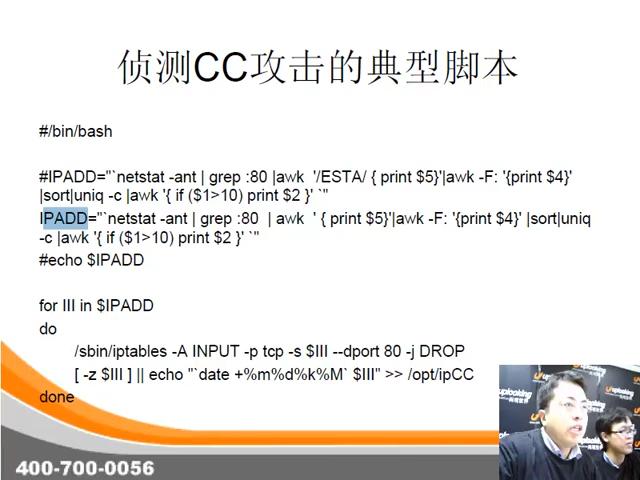 侦测CC攻击的典型脚本
#/bin/bash
#IPADD="`netstat -ant | grep :80 |awk  '/ESTA/ { print $5}'|awk -F: '{print $4}'
|sort|uniq -c |awk '{ if ($1>10) print $2 }' `"
IPADD="`netstat -ant | grep :80  | awk  ' { print $5}'|awk -F: '{print $4}' |sort|uniq
-c |awk '{ if ($1>10) print $2 }' `"
#echo $IPADD
for III in $IPADD
do
/sbin/iptables -A INPUT -p tcp -s $III --dport 80 -j DROP
[ -z $III ] || echo "`date +%m%d%k%M` $III" >> /opt/ipCC
done
400-700-0056
uplooking